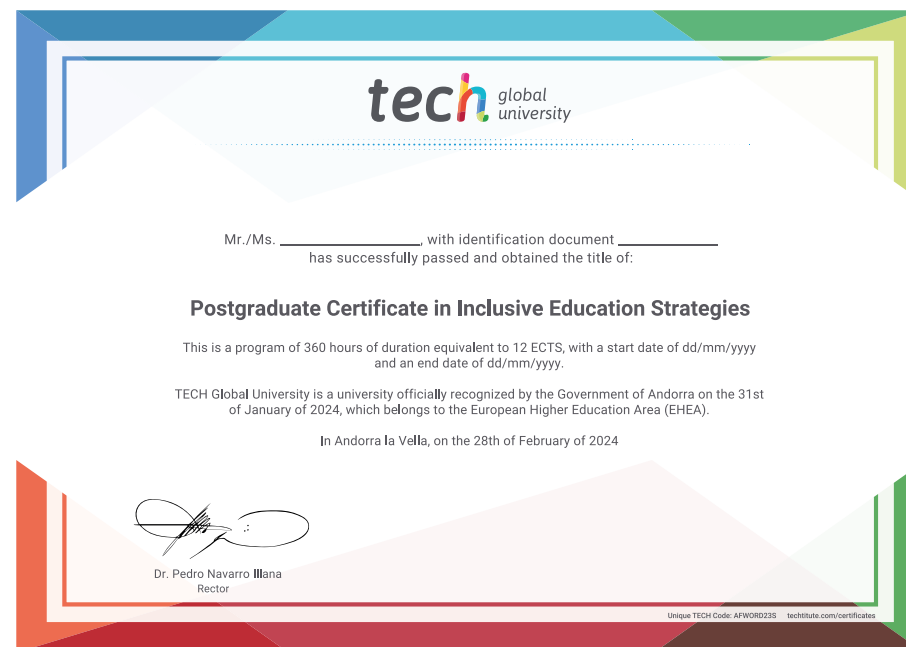 tech global university
Mr./Ms. ____________________, with identification document ______________
has successfully passed and obtained the title of:
Postgraduate Certificate in Inclusive Education Strategies
This is a program of 360 hours of duration equivalent to 12 ECTS, with a start date of dd/mm/yyyy
and an end date of dd/mm/yyyy.
TECH Global University is a university officially recognized by the Government of Andorra on the 31st
of January of 2024, which belongs to the European Higher Education Area (EHEA).
In Andorra la Vella, on the 28th of February of 2024
Dr. Pedro Navarro Illana
Rector
Unique TECH Code: AFWORD23S techtitute.com/certificates